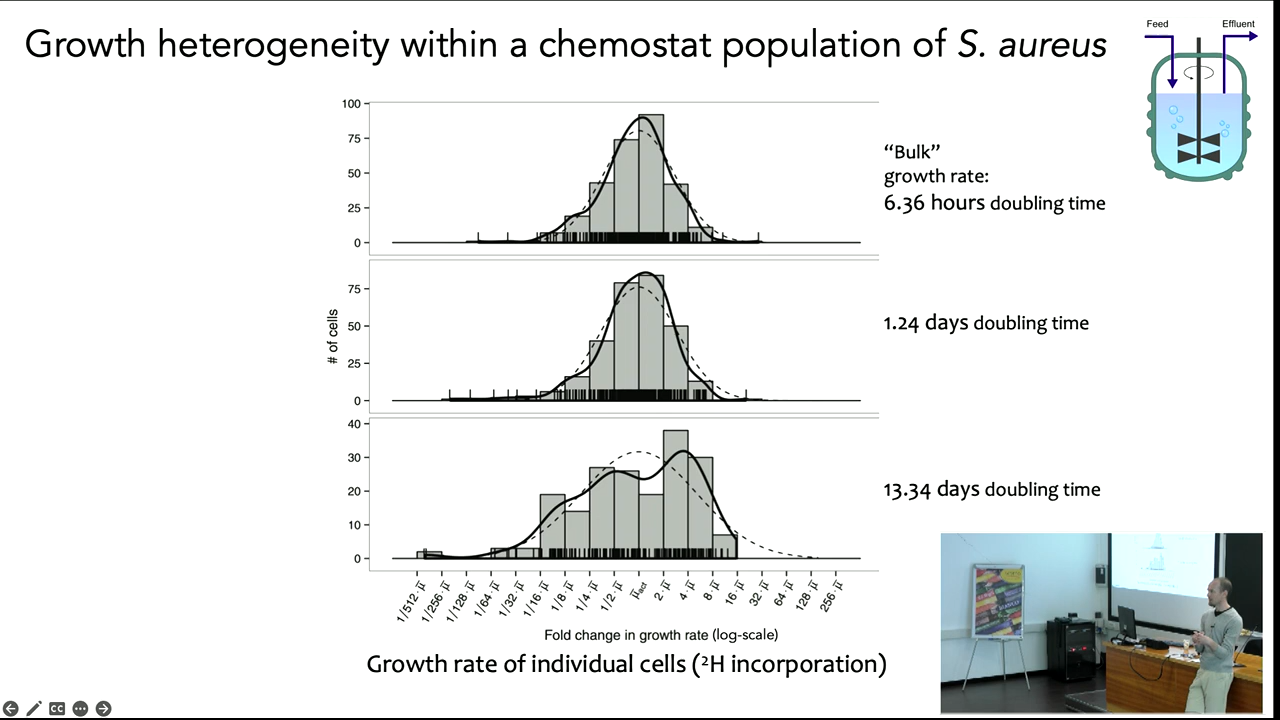 Growth heterogeneity within a chemostat population of S. aureus
Feed
Effluent
100
75
50
25
0
"Bulk"
growth rate:
6.36 hours doubling time
75
50
25
0
# of cells
1.24 days doubling time
40
30
20
10
0
13.34 days doubling time
1/512·μ̄
1/256·μ̄
1/128·μ̄
1/64·μ̄
1/32·μ̄
1/16·μ̄
1/8·μ̄
1/4·μ̄
1/2·μ̄
2·μ̄
4·μ̄
8·μ̄
16·μ̄
32·μ̄
64·μ̄
128·μ̄
256·μ̄
Fold change in growth rate (log-scale)
Growth rate of individual cells (²H incorporation)
CC